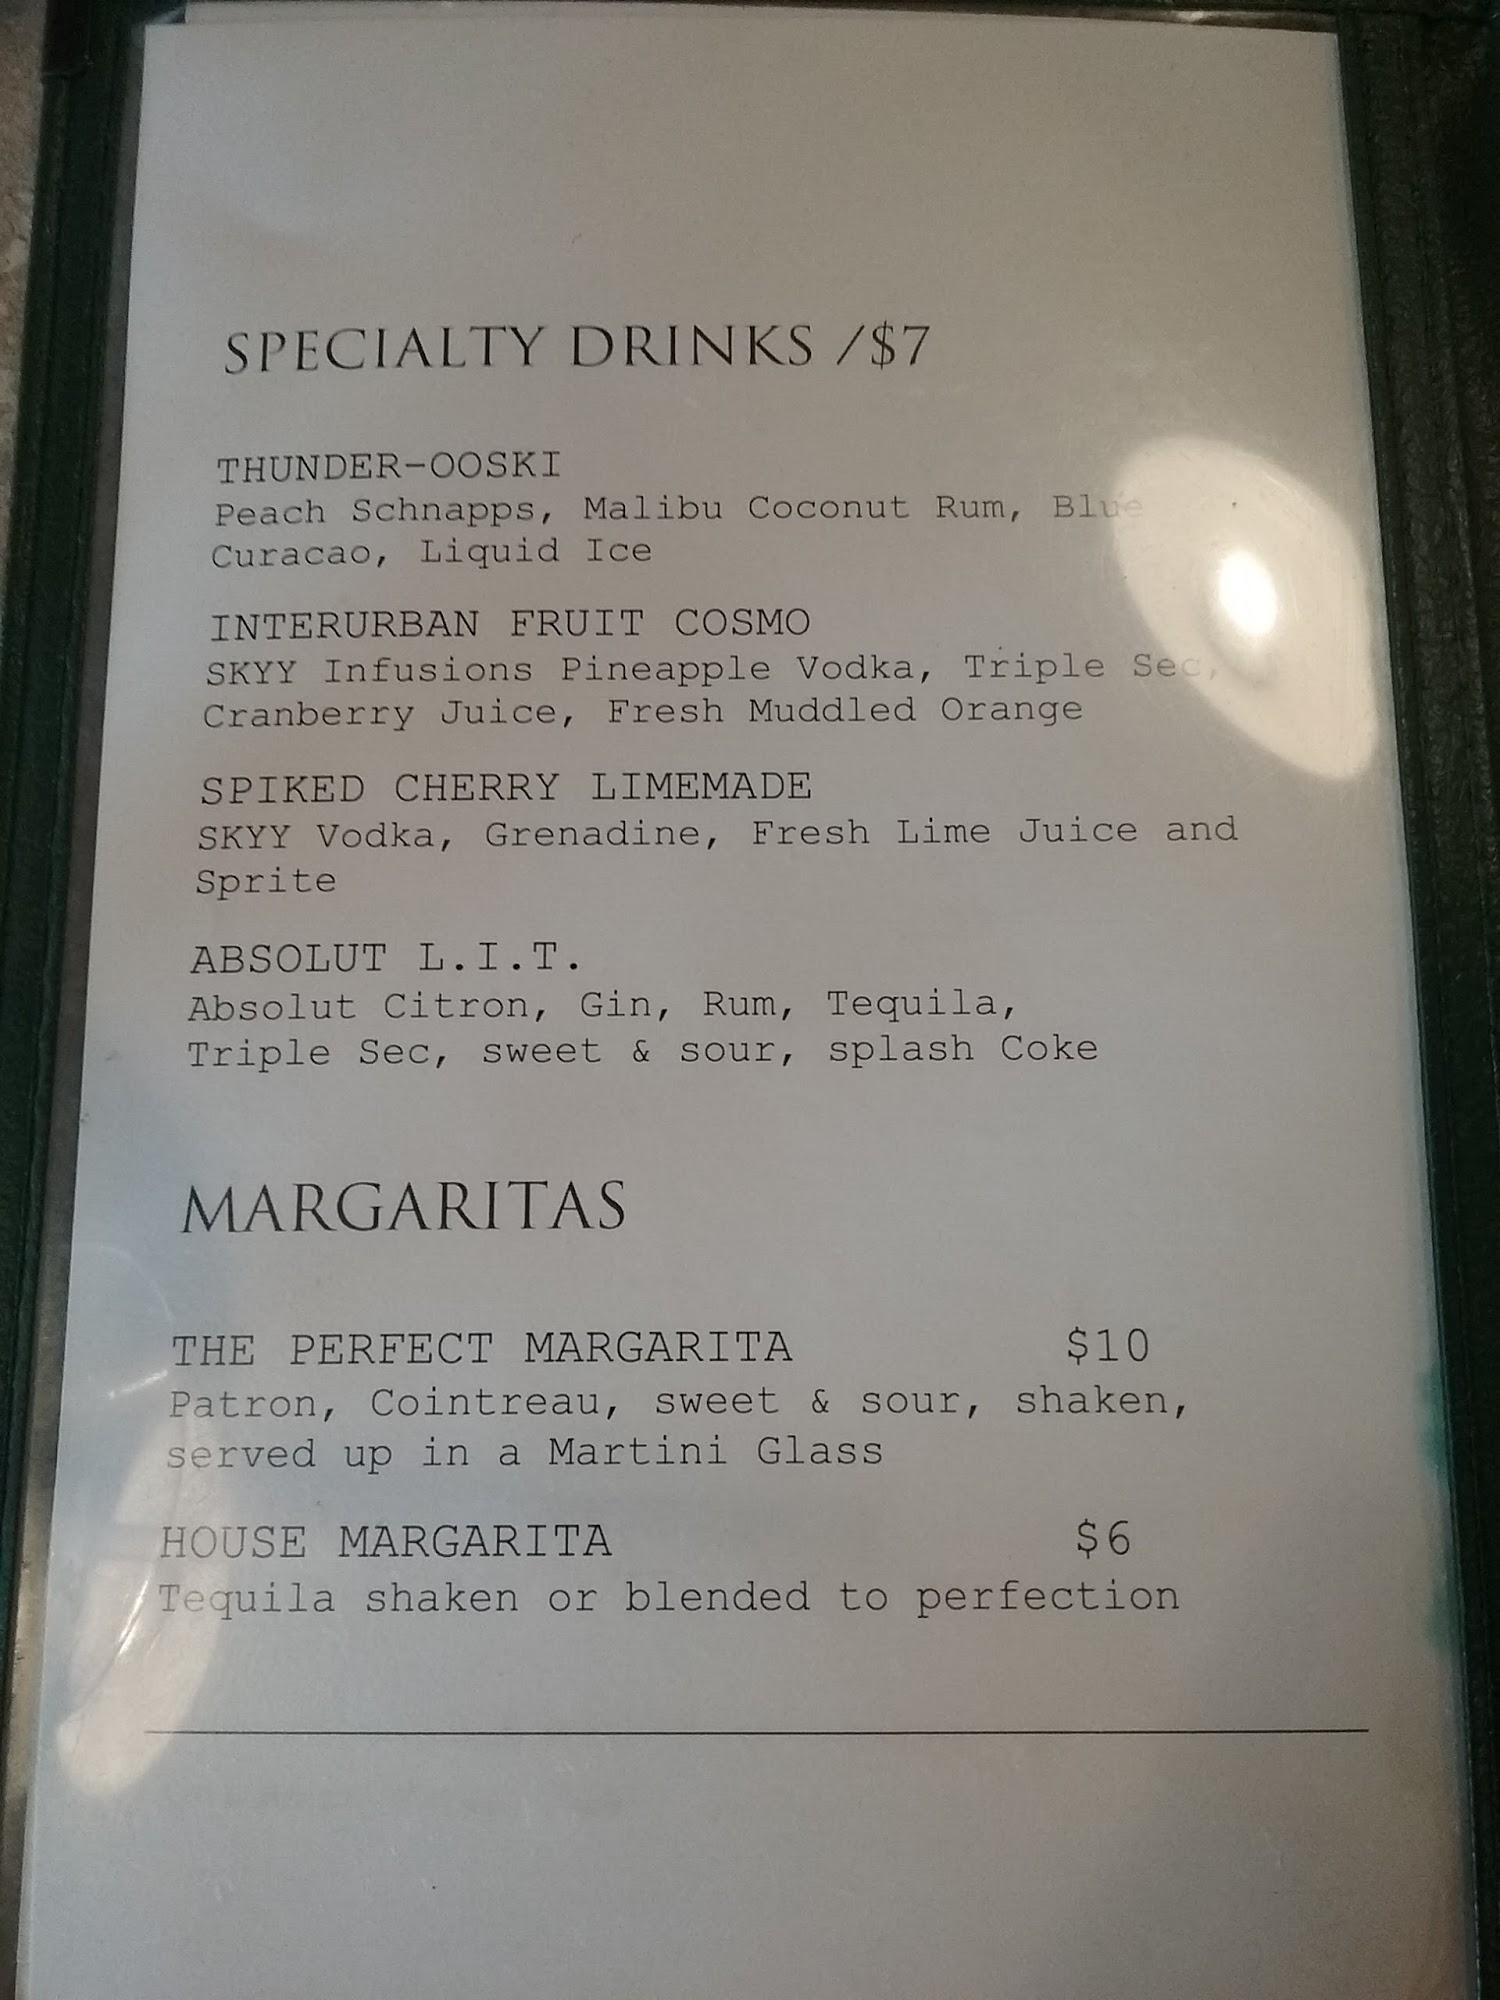 SPECIALTY DRINKS /$7
THUNDER-OOSKI
Peach Schnapps, Malibu Coconut Rum, Blue
Curacao, Liquid Ice
INTERURBAN FRUIT COSMO
SKYY Infusions Pineapple Vodka, Triple Sec,
Cranberry Juice, Fresh Muddled Orange
SPIKED CHERRY LIMEMADE
SKYY Vodka, Grenadine, Fresh Lime Juice and
Sprite
ABSOLUT L.I.T.
Absolut Citron, Gin, Rum, Tequila,
Triple Sec, sweet & sour, splash Coke
MARGARITAS
THE PERFECT MARGARITA $10
Patron, Cointreau, sweet & sour, shaken,
served up in a Martini Glass
HOUSE MARGARITA $6
Tequila shaken or blended to perfection